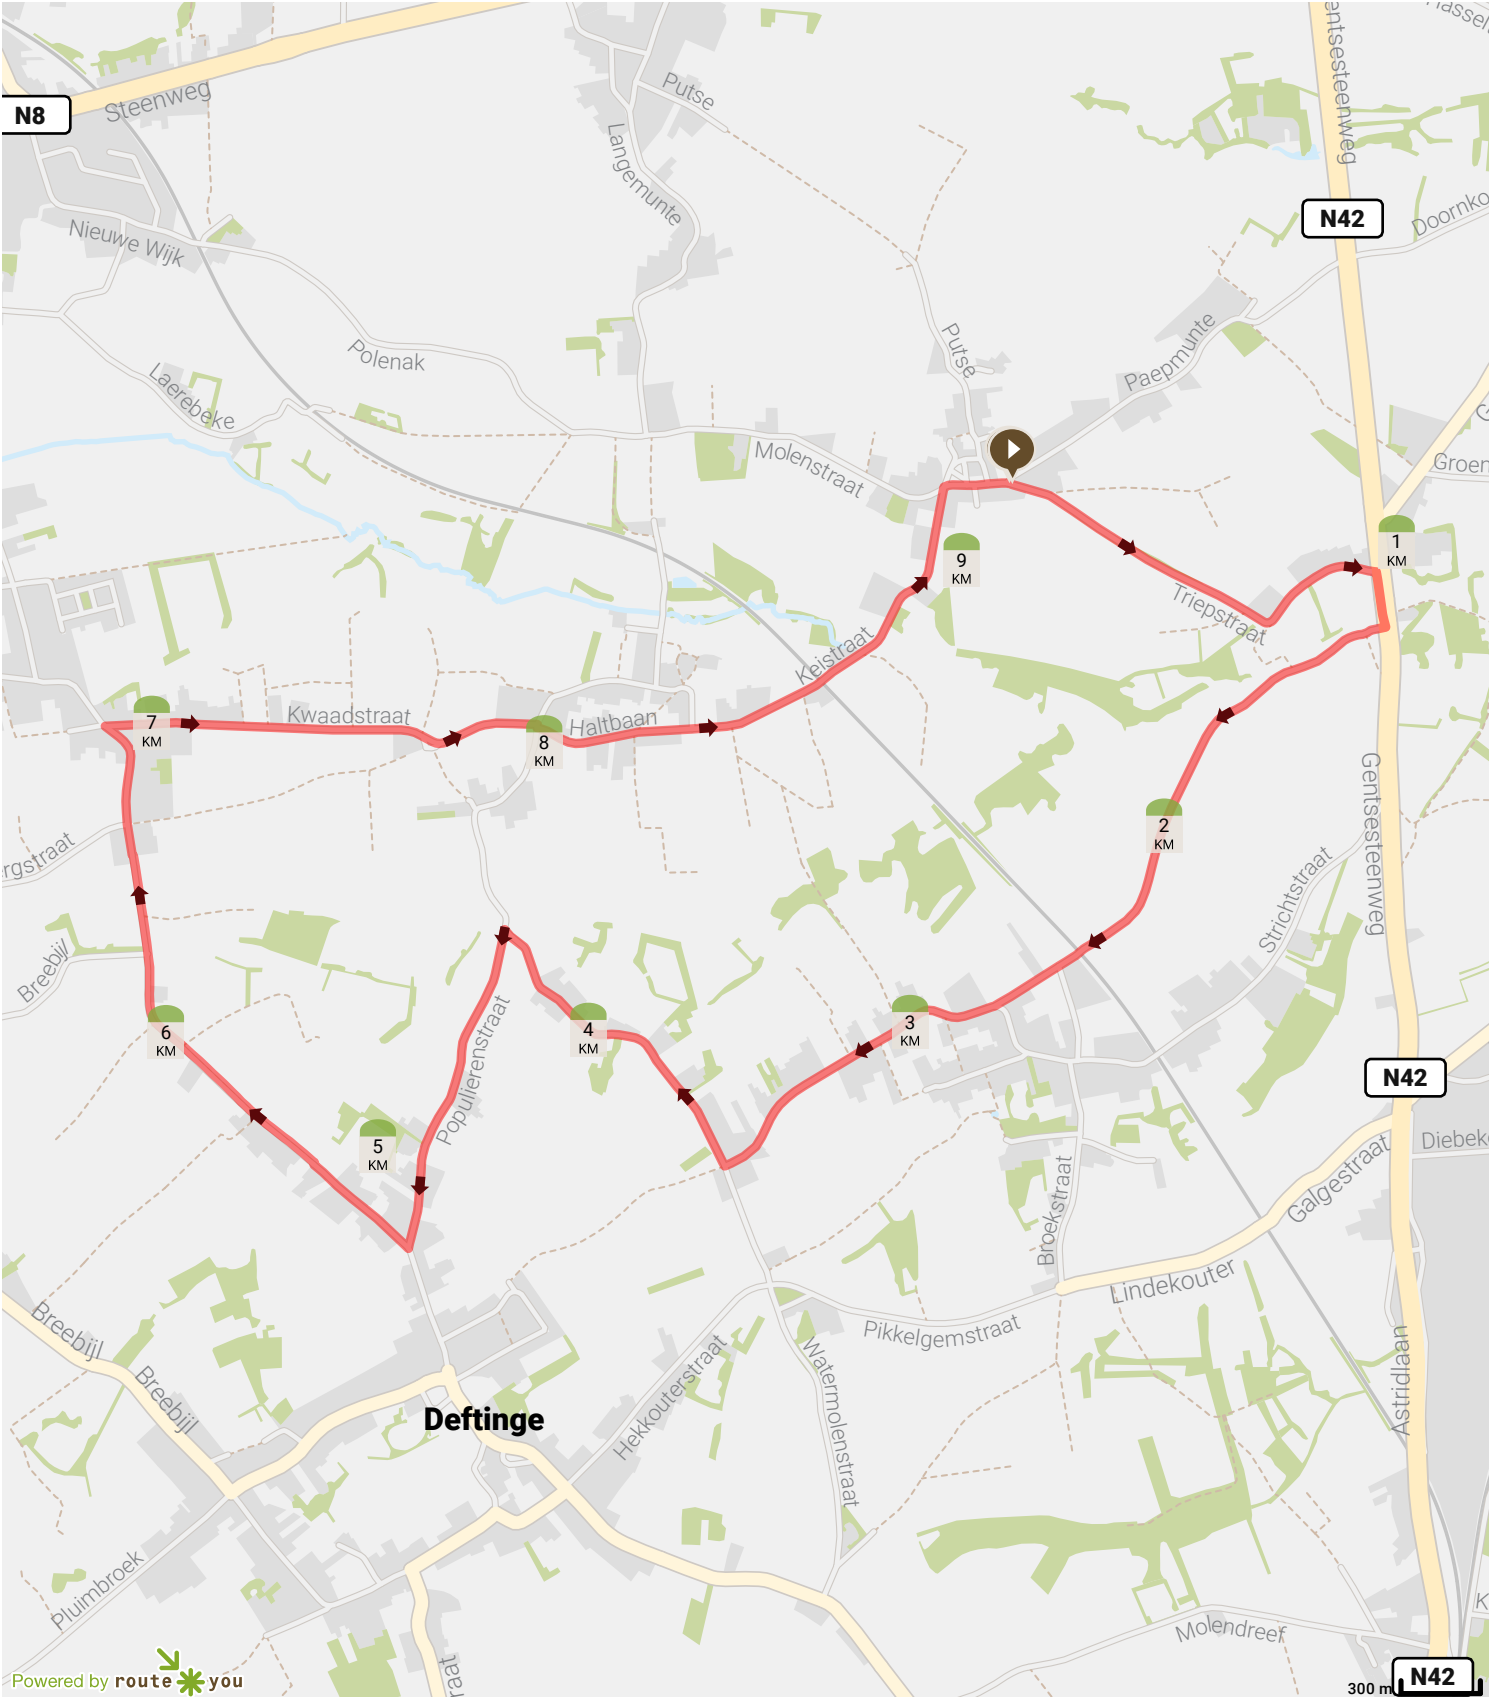 Putse
entsesteenweg
N8
Steenweg
Langemunte
N42
Doornko
Nieuwe Wijk
Polenak
Laerebeke
Putse
Paepmunte
Molenstraat
Groen
1
KM
9
KM
Triepstraat
Keistraat
7
KM
Kwaadstraat
Haltbaan
8
KM
Gentsesteenweg
2
KM
ergstraat
Strichtstraat
Breebijl
Populierenstraat
6
KM
4
KM
3
KM
N42
Diebek
5
KM
Galgestraat
Broekstraat
Lindekouter
Breebijl
Pikkelgemstraat
Breebijl
Watermolenstraat
Hekkouterstraat
Astridlaan
Deftinge
Pluimbroek
Molendreef
raat
Powered by routeyou
300 m
N42